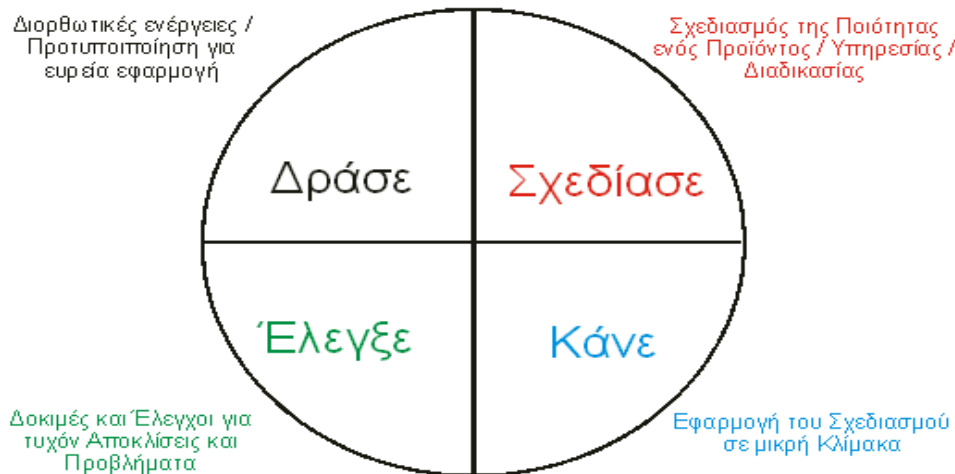 Διορθωτικές ενέργειες /
Προτυποιποίηση για
ευρεία εφαρμογή
Σχεδιασμός της Ποιότητας
ενός Προϊόντος / Υπηρεσίας /
Διαδικασίας
Δράσε
Σχεδίασε
Έλεγξε
Κάνε
Δοκιμές και Έλεγχοι για
τυχόν Αποκλίσεις και
Προβλήματα
Εφαρμογή του Σχεδιασμού
σε μικρή Κλίμακα